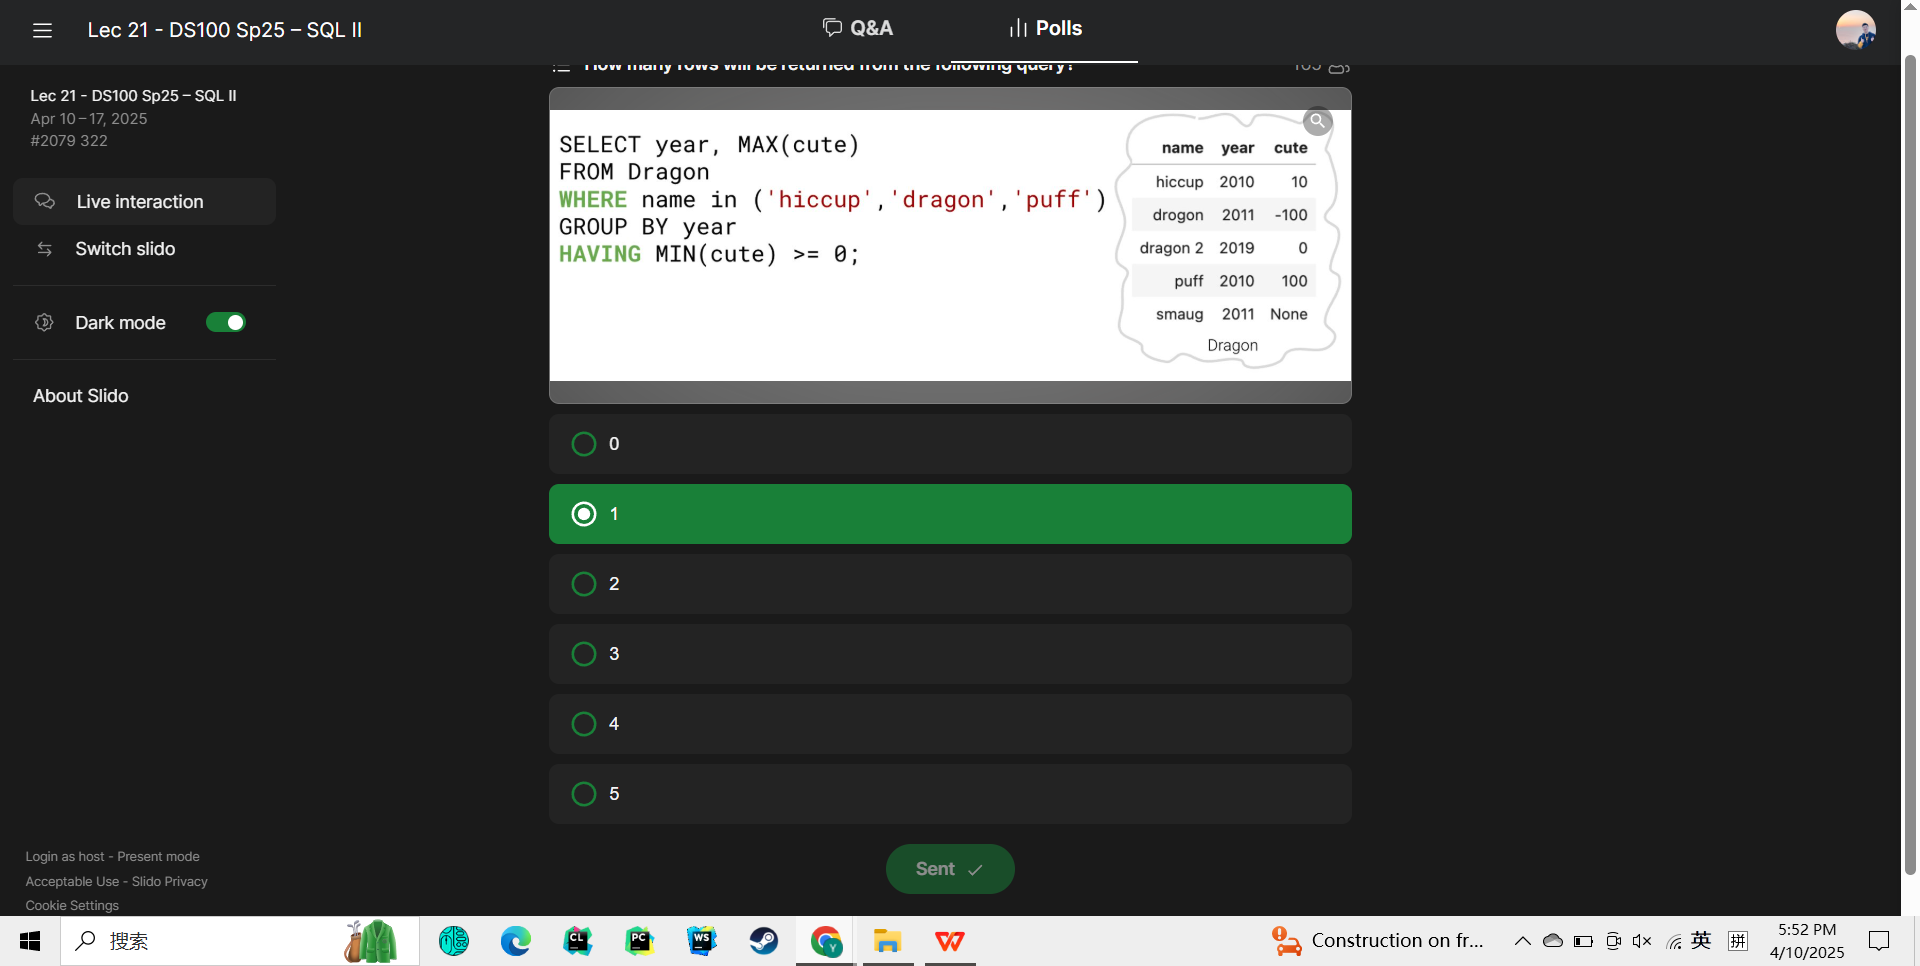 Lec 21 - DS100 Sp25 – SQL II
Q&A
Polls
Lec 21 - DS100 Sp25 – SQL II
Apr 10 – 17, 2025
#2079 322
Live interaction
Switch slido
Dark mode
About Slido
How many rows will be returned from the following query?
SELECT year, MAX(cute)
FROM Dragon
WHERE name in ('hiccup','dragon','puff')
GROUP BY year
HAVING MIN(cute) >= 0;
name year cute
hiccup 2010 10
drogon 2011 -100
dragon 2 2019 0
puff 2010 100
smaug 2011 None
Dragon
0
1
2
3
4
5
Sent
Login as host - Present mode
Acceptable Use - Slido Privacy
Cookie Settings
搜索
CL
PC
WS
Y
Construction on fr...
英
拼
5:52 PM
4/10/2025